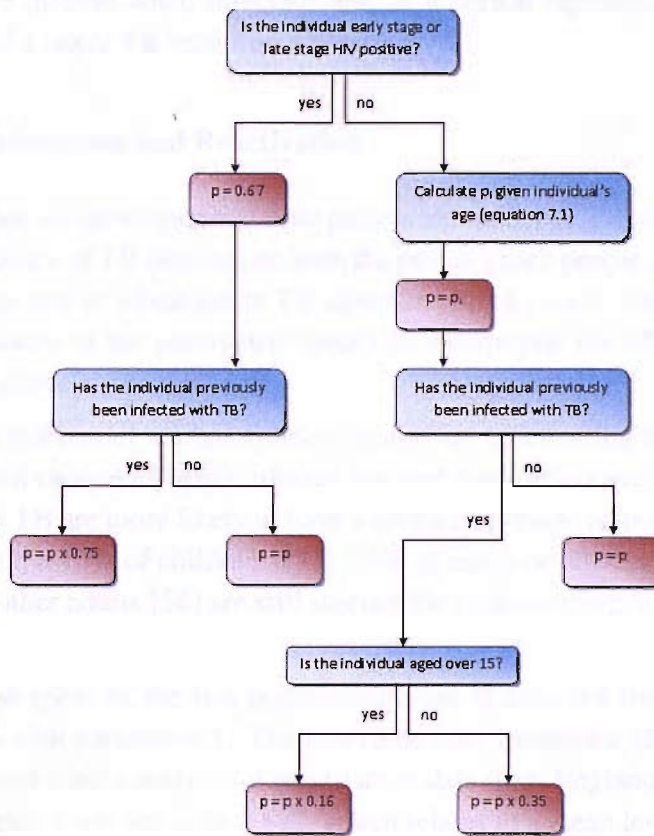 Is the individual early stage or
late stage HIV positive?
yes no
p = 0.67
Calculate pᵢ given individual's
age (equation 7.1)
p = pᵢ
Has the individual previously
been infected with TB?
Has the individual previously
been infected with TB?
yes no
no
yes
p = p x 0.75
p = p
p = p
Is the individual aged over 15?
yes no
p = p x 0.16
p = p x 0.35